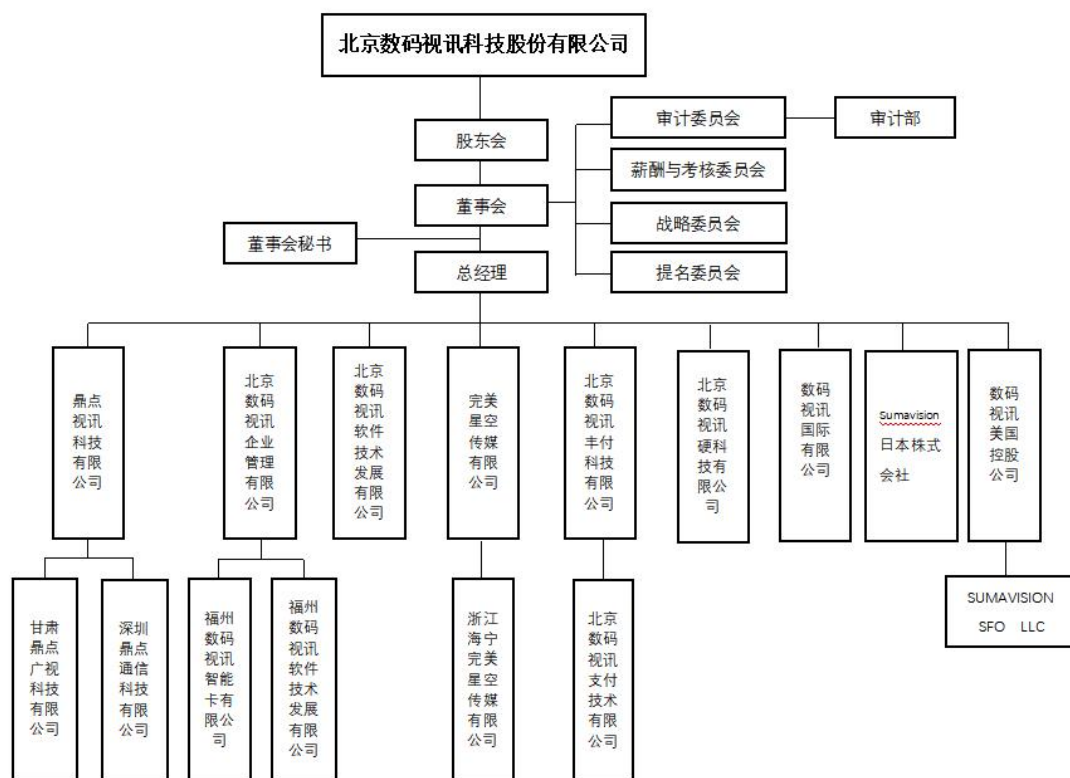 北京数码视讯科技股份有限公司
股东会
审计委员会
审计部
薪酬与考核委员会
董事会
战略委员会
董事会秘书
总经理
提名委员会
鼎点
视讯
科技
有限
公司
北京
数码
视讯
企业
管理
有限
公司
北京
数码
视讯
软件
技术
发展
有限
公司
完美
星空
传媒
有限
公司
北京
数码
视讯
丰付
科技
有限
公司
北京
数码
视讯
硬科
技有
限公
司
数码
视讯
国际
有限
公司
Sumavision
日本株式
会社
数码
视讯
美国
控股
公司
甘肃
鼎点
广视
科技
有限
公司
深圳
鼎点
通信
科技
有限
公司
福州
数码
视讯
智能
卡有
限公
司
福州
数码
视讯
软件
技术
发展
有限
公司
浙江
海宁
完美
星空
传媒
有限
公司
北京
数码
视讯
支付
技术
有限
公司
SUMAVISION
SFO LLC